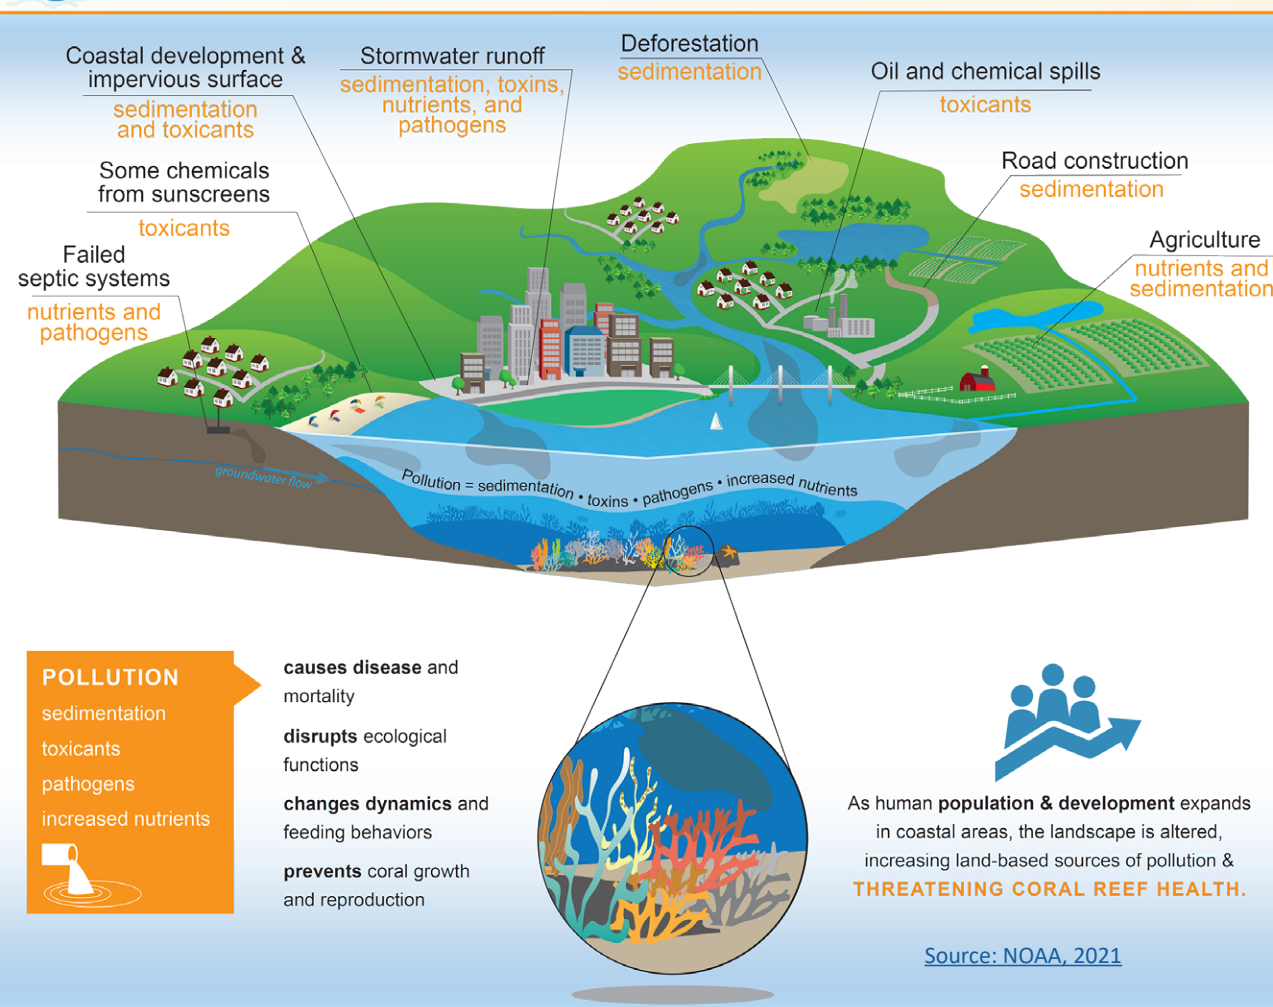 Coastal development &
impervious surface
sedimentation
and toxicants
Stormwater runoff
sedimentation, toxins,
nutrients, and
pathogens
Deforestation
sedimentation
Oil and chemical spills
toxicants
Some chemicals
from sunscreens
toxicants
Road construction
sedimentation
Failed
septic systems
nutrients and
pathogens
Agriculture
nutrients and
sedimentation
groundwater flow
Pollution = sedimentation • toxins • pathogens • increased nutrients
POLLUTION
sedimentation
toxicants
pathogens
increased nutrients
causes disease and
mortality
disrupts ecological
functions
changes dynamics and
feeding behaviors
prevents coral growth
and reproduction
As human population & development expands
in coastal areas, the landscape is altered,
increasing land-based sources of pollution &
THREATENING CORAL REEF HEALTH.
Source: NOAA, 2021